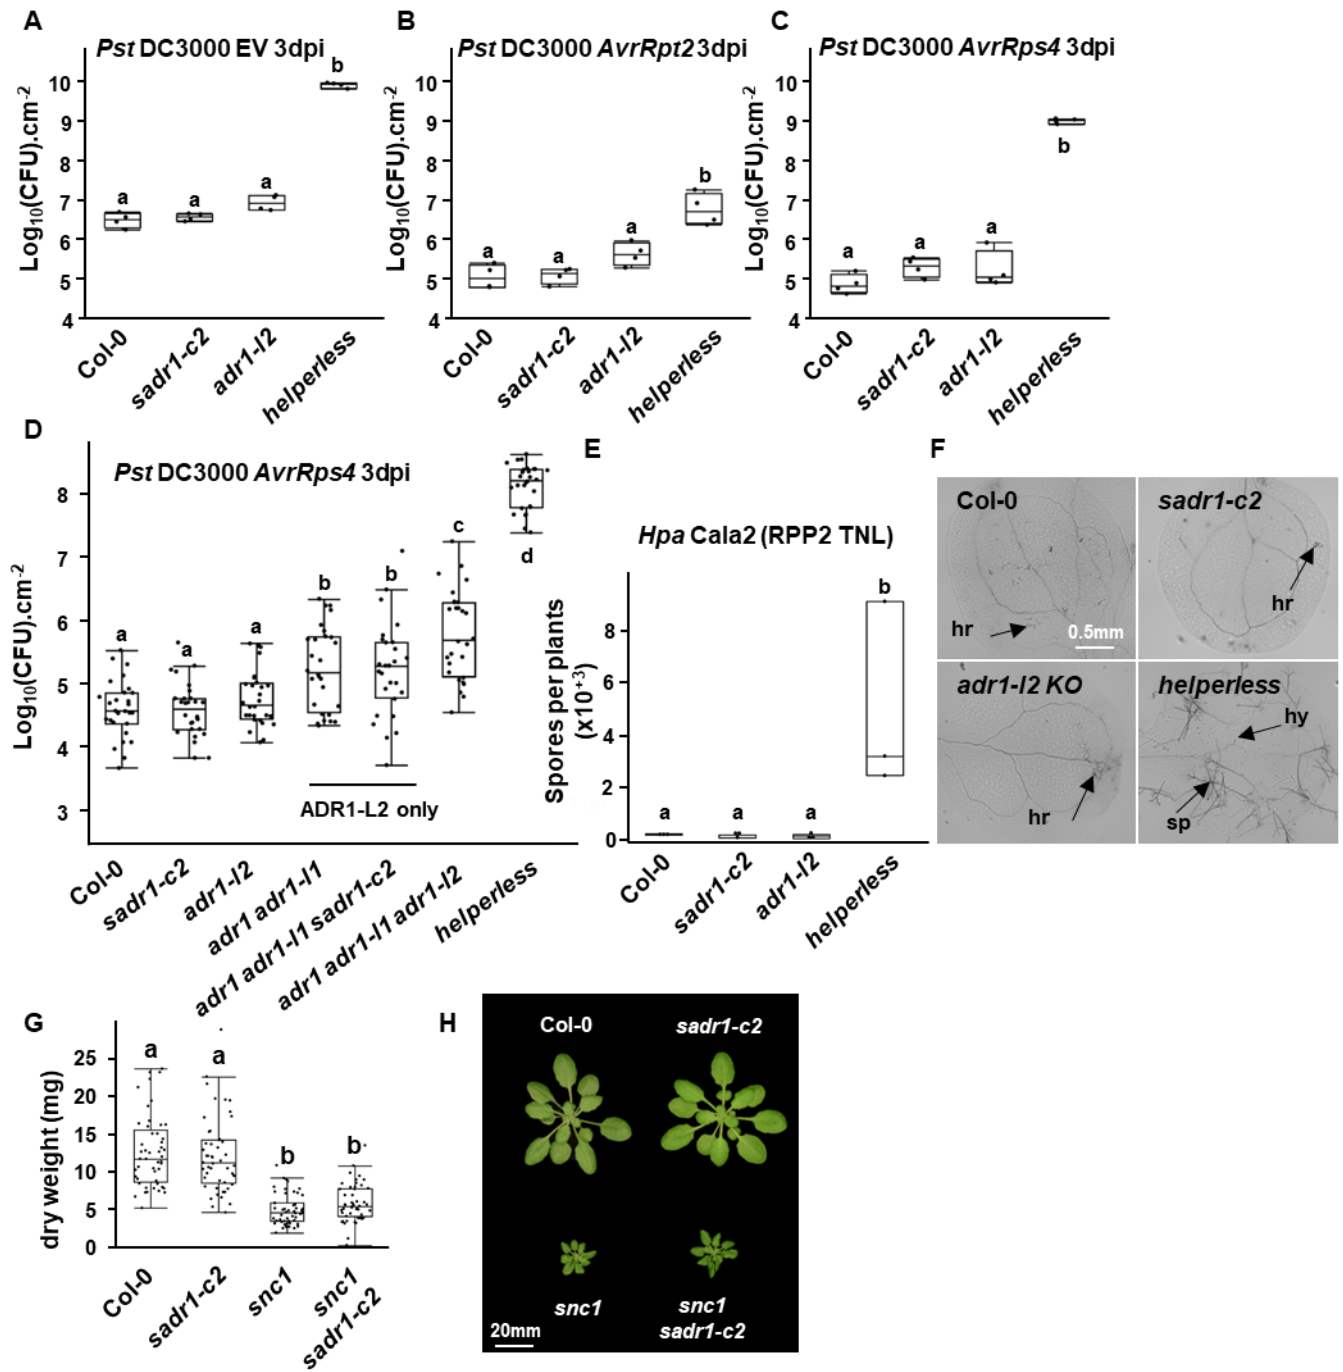 A
Pst DC3000 EV 3dpi
Log10(CFU).cm-2
10
9
8
7
6
5
4
a
a
a
b
Col-0
sadr1-c2
adr1-l2
helperless
B
Pst DC3000 AvrRpt2 3dpi
Log10(CFU).cm-2
10
9
8
7
6
5
4
a
a
a
b
Col-0
sadr1-c2
adr1-l2
helperless
C
Pst DC3000 AvrRps4 3dpi
Log10(CFU).cm-2
10
9
8
7
6
5
4
a
a
a
b
Col-0
sadr1-c2
adr1-l2
helperless
D
Pst DC3000 AvrRps4 3dpi
Log10(CFU).cm-2
8
7
6
5
4
3
a
a
a
b
b
c
d
ADR1-L2 only
Col-0
sadr1-c2
adr1-l2
adr1 adr1-l1
adr1 adr1-l1 sadr1-c2
adr1 adr1-l1 adr1-l2
helperless
E
Hpa Cala2 (RPP2 TNL)
Spores per plants
(x10+3)
8
6
4
2
0
a
a
a
b
Col-0
sadr1-c2
adr1-l2
helperless
F
Col-0
hr
0.5mm
sadr1-c2
hr
adr1-l2 KO
hr
helperless
hy
sp
G
dry weight (mg)
25
20
15
10
5
0
a
a
b
b
Col-0
sadr1-c2
snc1
snc1
sadr1-c2
H
Col-0
sadr1-c2
snc1
snc1
sadr1-c2
20mm